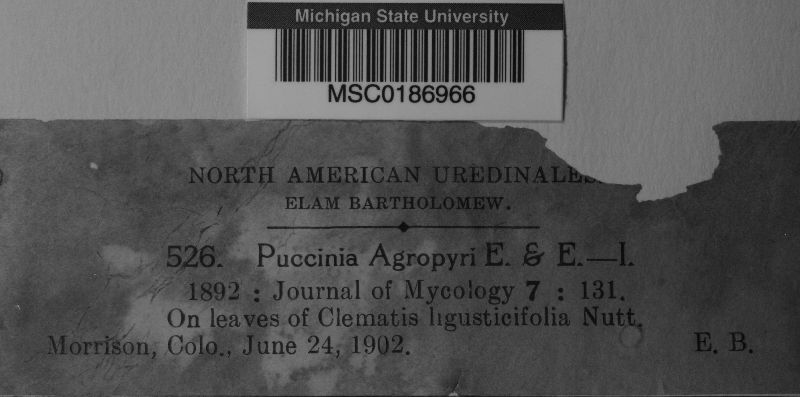 Michigan State University
MSC0186966
NORTH AMERICAN UREDINALES.
ELAM BARTHOLOMEW.
526. Puccinia Agropyri E. & E.—I.
1892 : Journal of Mycology 7 : 131.
On leaves of Clematis ligusticifolia Nutt.
Morrison, Colo., June 24, 1902. E. B.